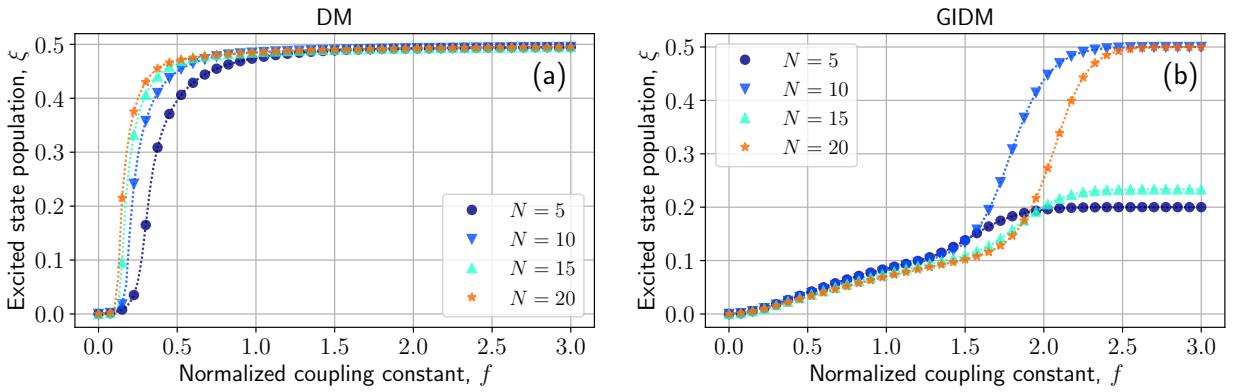 DM
Excited state population, ξ
0.5
0.4
0.3
0.2
0.1
0.0
(a)
N = 5
N = 10
N = 15
N = 20
0.0 0.5 1.0 1.5 2.0 2.5 3.0
Normalized coupling constant, f
GIDM
Excited state population, ξ
0.5
0.4
0.3
0.2
0.1
0.0
N = 5
N = 10
N = 15
N = 20
(b)
0.0 0.5 1.0 1.5 2.0 2.5 3.0
Normalized coupling constant, f